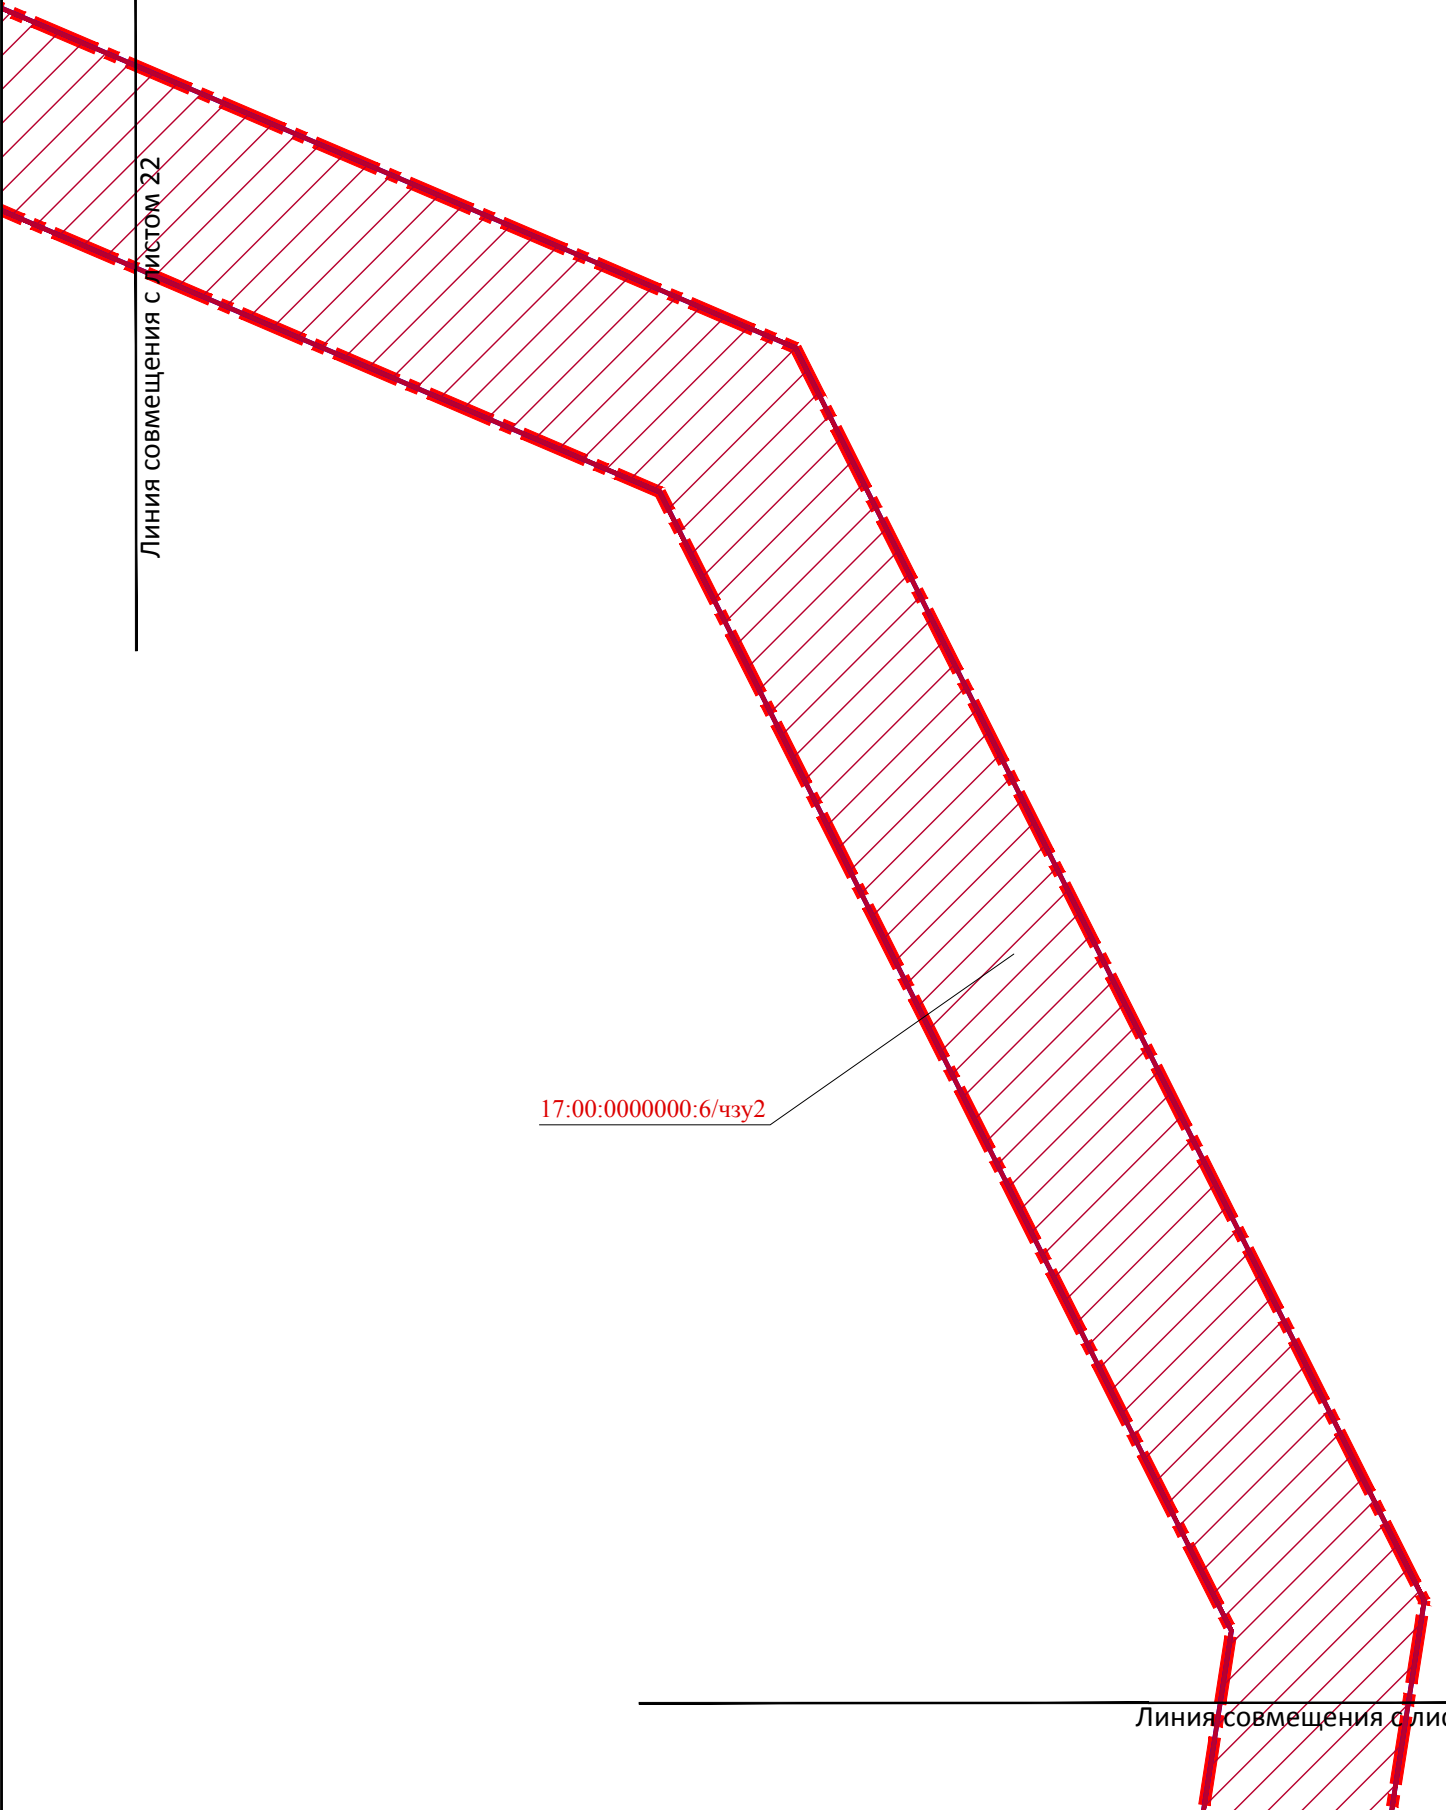 Линия совмещения с листом 22
17:00:0000000:6/чзу2
Линия совмещения с лис